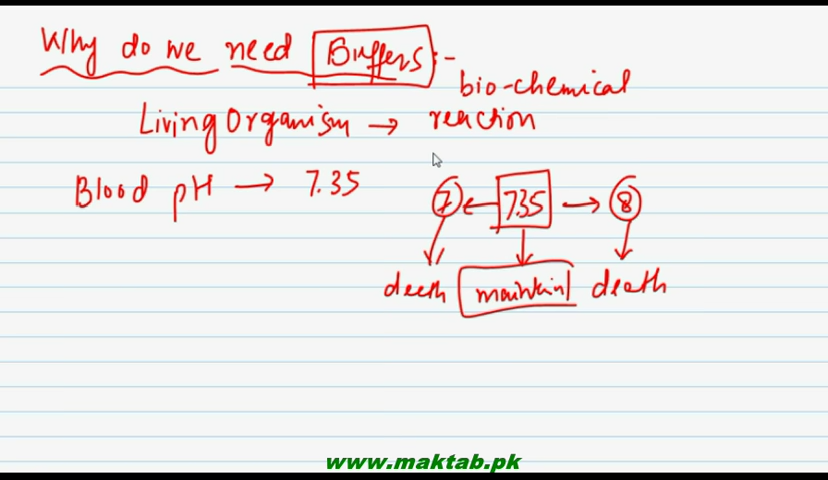 Why do we need Buffers:-
bio-chemical
Living Organism → reaction
Blood pH → 7.35
7 ← 7.35 → 8
death maintain death
www.maktab.pk